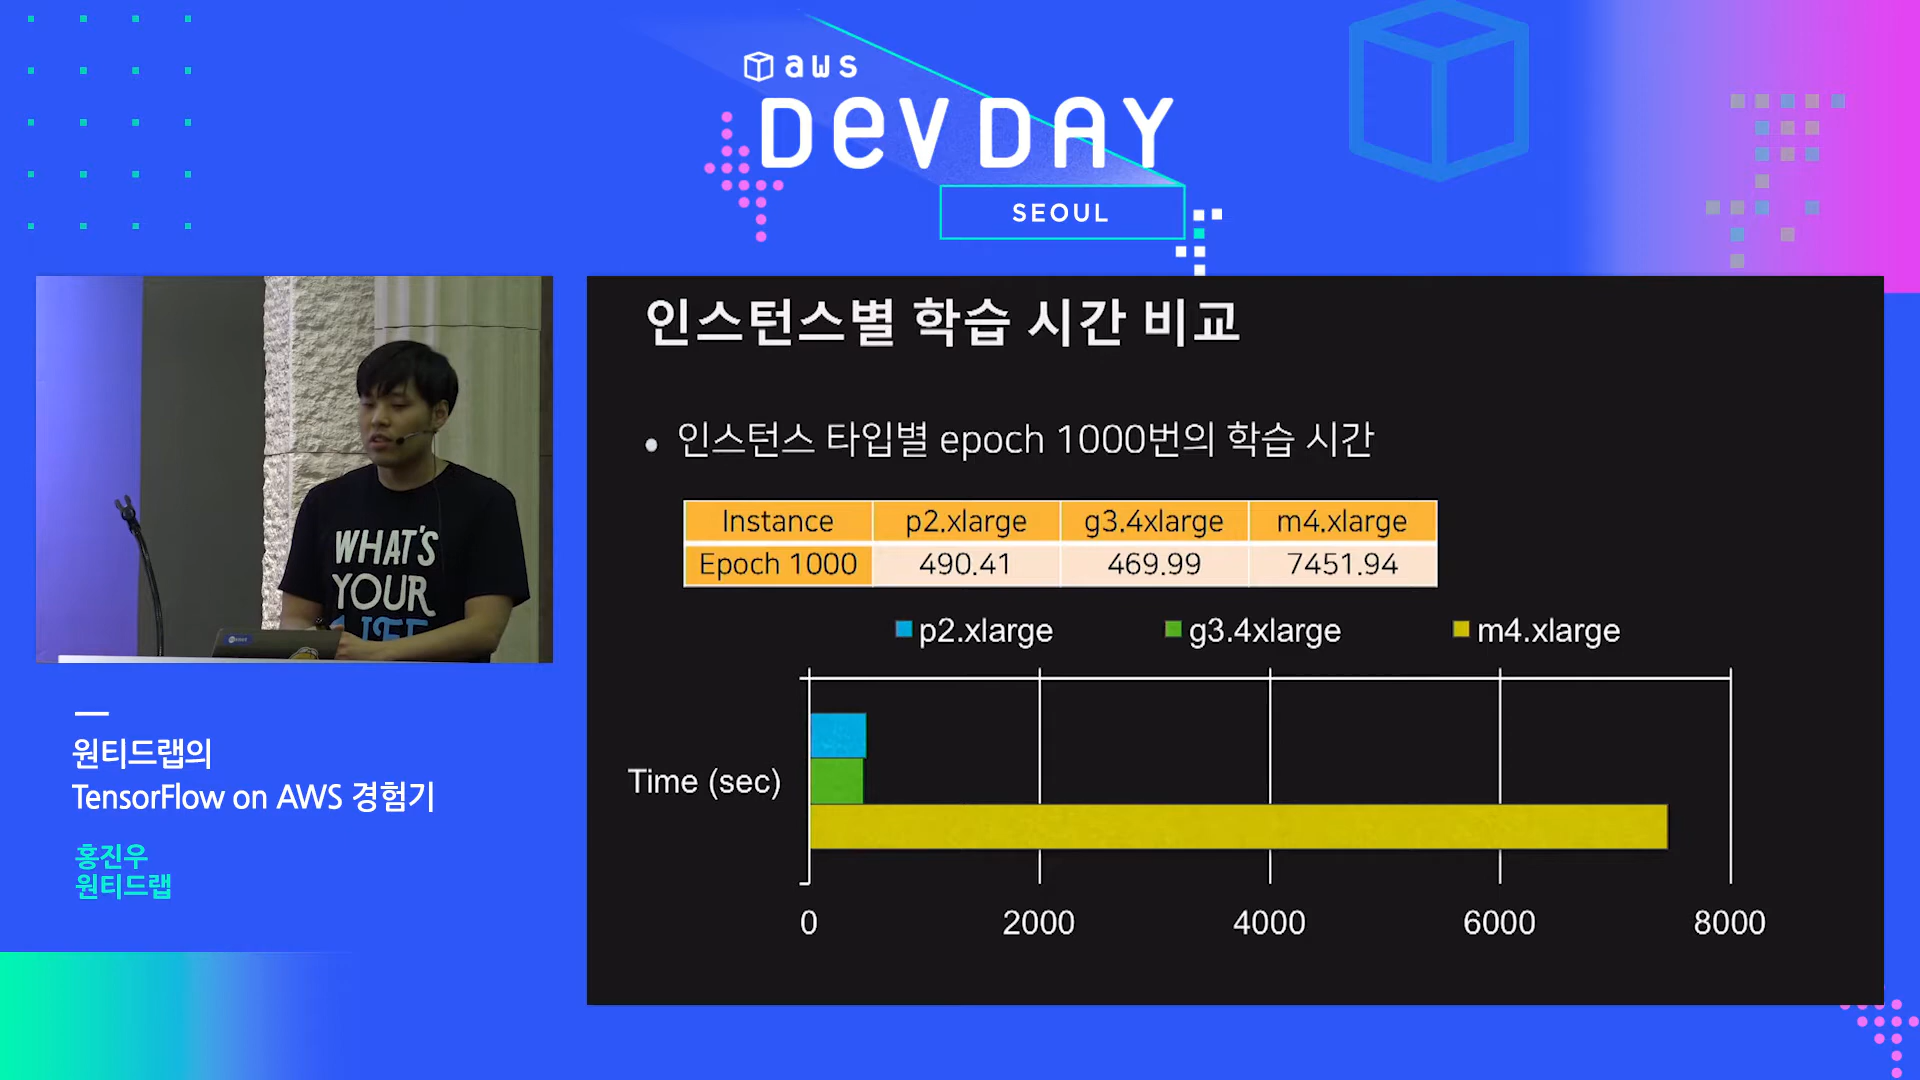 aws
DEV DAY
SEOUL
인스턴스별 학습 시간 비교
• 인스턴스 타입별 epoch 1000번의 학습 시간
Instance p2.xlarge g3.4xlarge m4.xlarge
Epoch 1000 490.41 469.99 7451.94
p2.xlarge g3.4xlarge m4.xlarge
Time (sec)
0 2000 4000 6000 8000
WHAT'S
YOUR
LIFE
원티드랩의
TensorFlow on AWS 경험기
홍진우
원티드랩